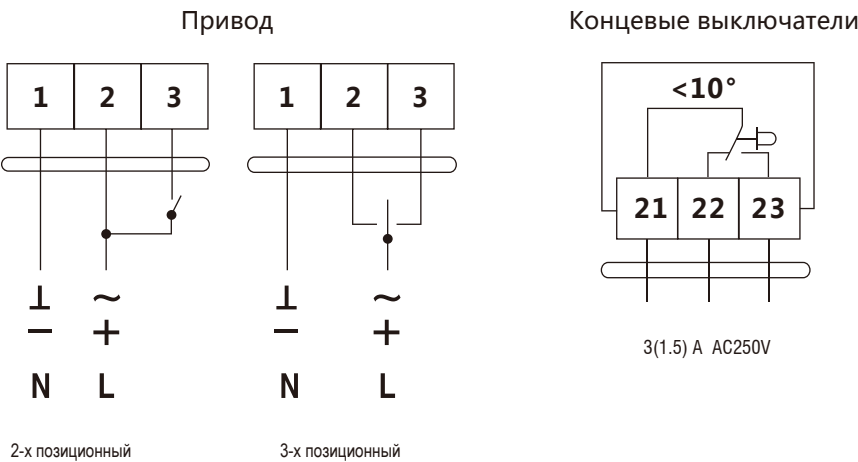 Привод
Концевые выключатели
1 2 3
1 2 3
<10°
21 22 23
⊥ ~
− +
N L
⊥ ~
− +
N L
3(1.5) A AC250V
2-х позиционный
3-х позиционный